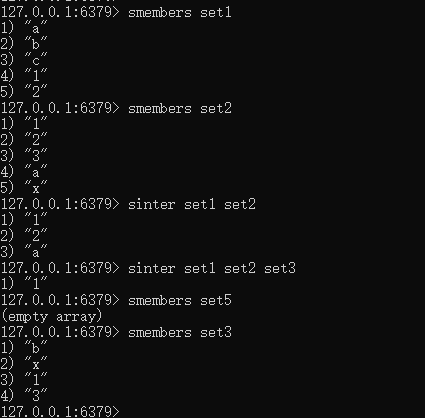 127.0.0.1:6379> smembers set1
1) "a"
2) "b"
3) "c"
4) "1"
5) "2"
127.0.0.1:6379> smembers set2
1) "1"
2) "2"
3) "3"
4) "a"
5) "x"
127.0.0.1:6379> sinter set1 set2
1) "1"
2) "2"
3) "a"
127.0.0.1:6379> sinter set1 set2 set3
1) "1"
127.0.0.1:6379> smembers set5
(empty array)
127.0.0.1:6379> smembers set3
1) "b"
2) "x"
3) "1"
4) "3"
127.0.0.1:6379>